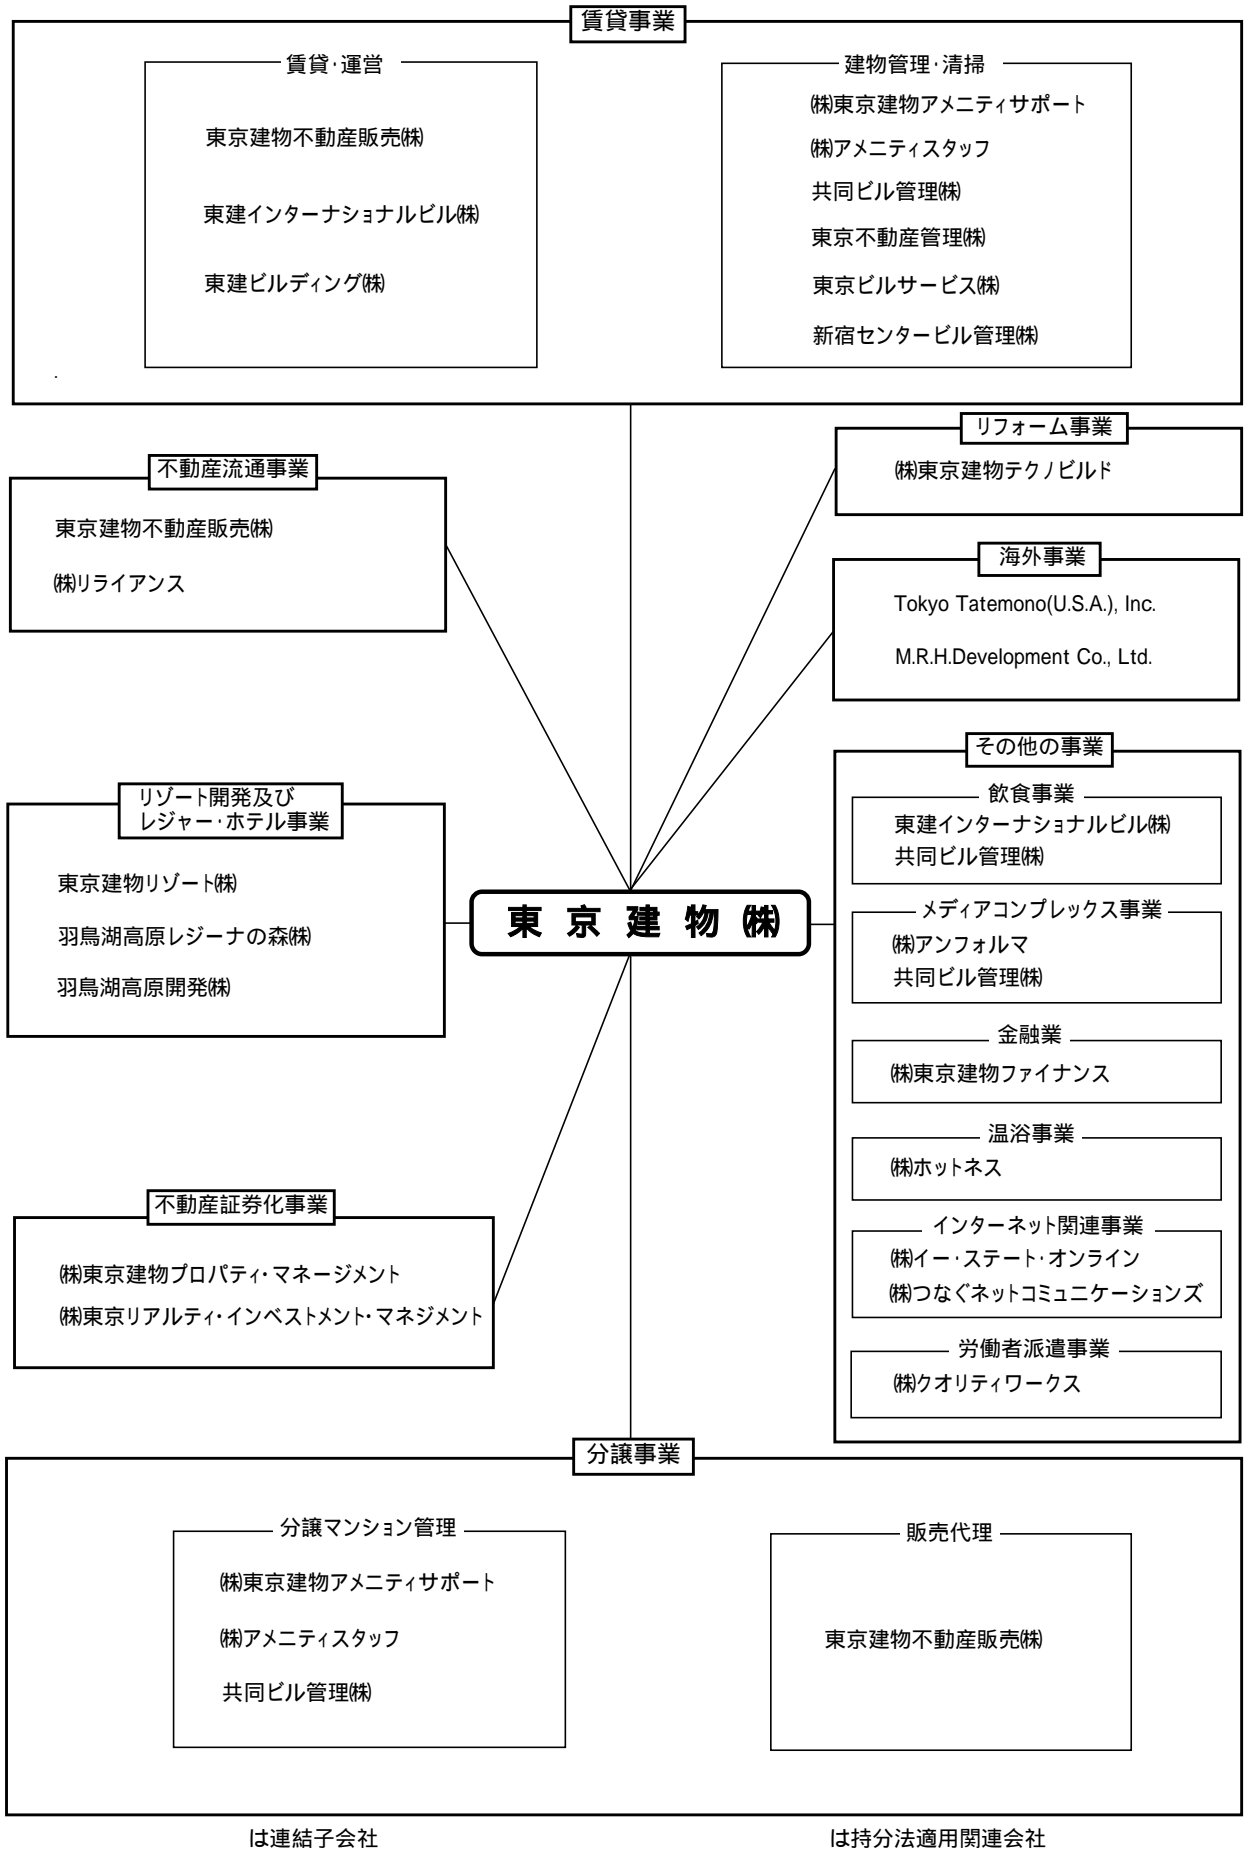 賃貸事業
賃貸・運営
東京建物不動産販売㈱
東建インターナショナルビル㈱
東建ビルディング㈱
建物管理・清掃
㈱東京建物アメニティサポート
㈱アメニティスタッフ
共同ビル管理㈱
東京不動産管理㈱
東京ビルサービス㈱
新宿センタービル管理㈱
不動産流通事業
東京建物不動産販売㈱
㈱リライアンス
リフォーム事業
㈱東京建物テクノビルド
海外事業
Tokyo Tatemono(U.S.A.), Inc.
M.R.H.Development Co., Ltd.
リゾート開発及び
レジャー・ホテル事業
東京建物リゾート㈱
羽鳥湖高原レジーナの森㈱
羽鳥湖高原開発㈱
東京建物㈱
その他の事業
飲食事業
東建インターナショナルビル㈱
共同ビル管理㈱
メディアコンプレックス事業
㈱アンフォルマ
共同ビル管理㈱
金融業
㈱東京建物ファイナンス
温浴事業
㈱ホットネス
インターネット関連事業
㈱イー・ステート・オンライン
㈱つなぐネットコミュニケーションズ
労働者派遣事業
㈱クオリティワークス
不動産証券化事業
㈱東京建物プロパティ・マネージメント
㈱東京リアルティ・インベストメント・マネジメント
分譲事業
分譲マンション管理
㈱東京建物アメニティサポート
㈱アメニティスタッフ
共同ビル管理㈱
販売代理
東京建物不動産販売㈱
は連結子会社
は持分法適用関連会社